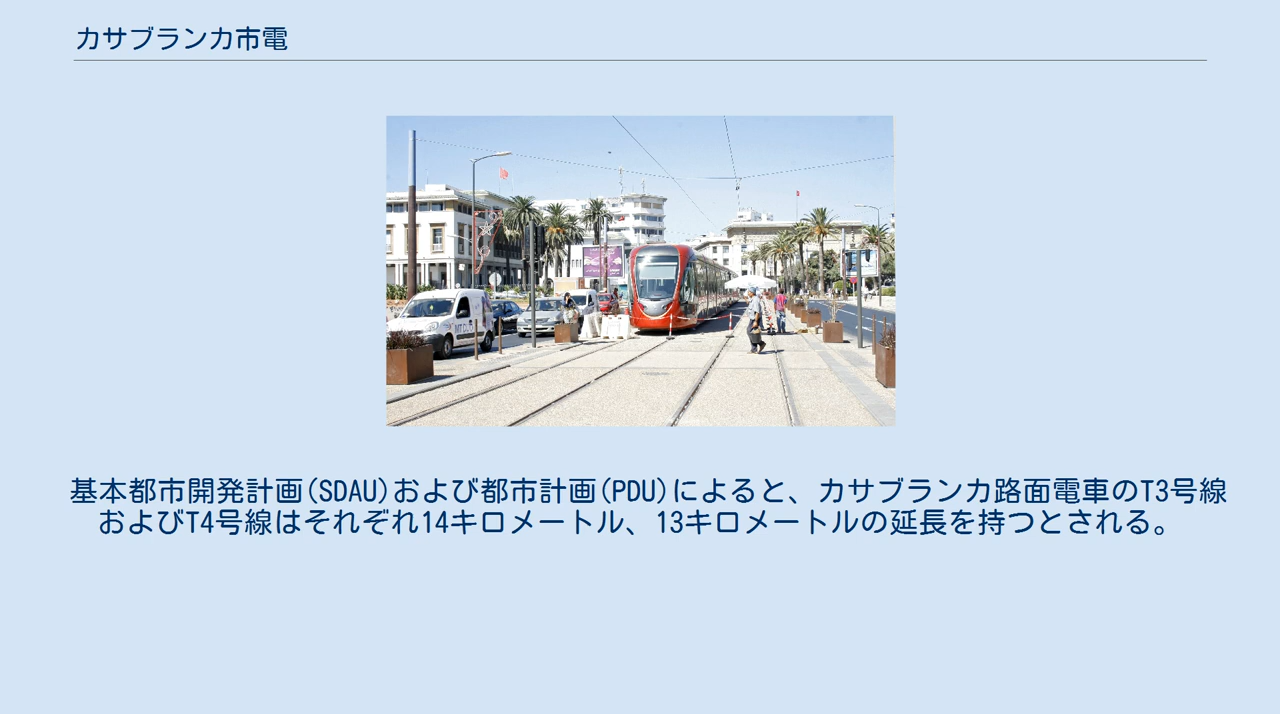 カサブランカ市電
基本都市開発計画(SDAU)および都市計画(PDU)によると、カサブランカ路面電車のT3号線
およびT4号線はそれぞれ14キロメートル、13キロメートルの延長を持つとされる。